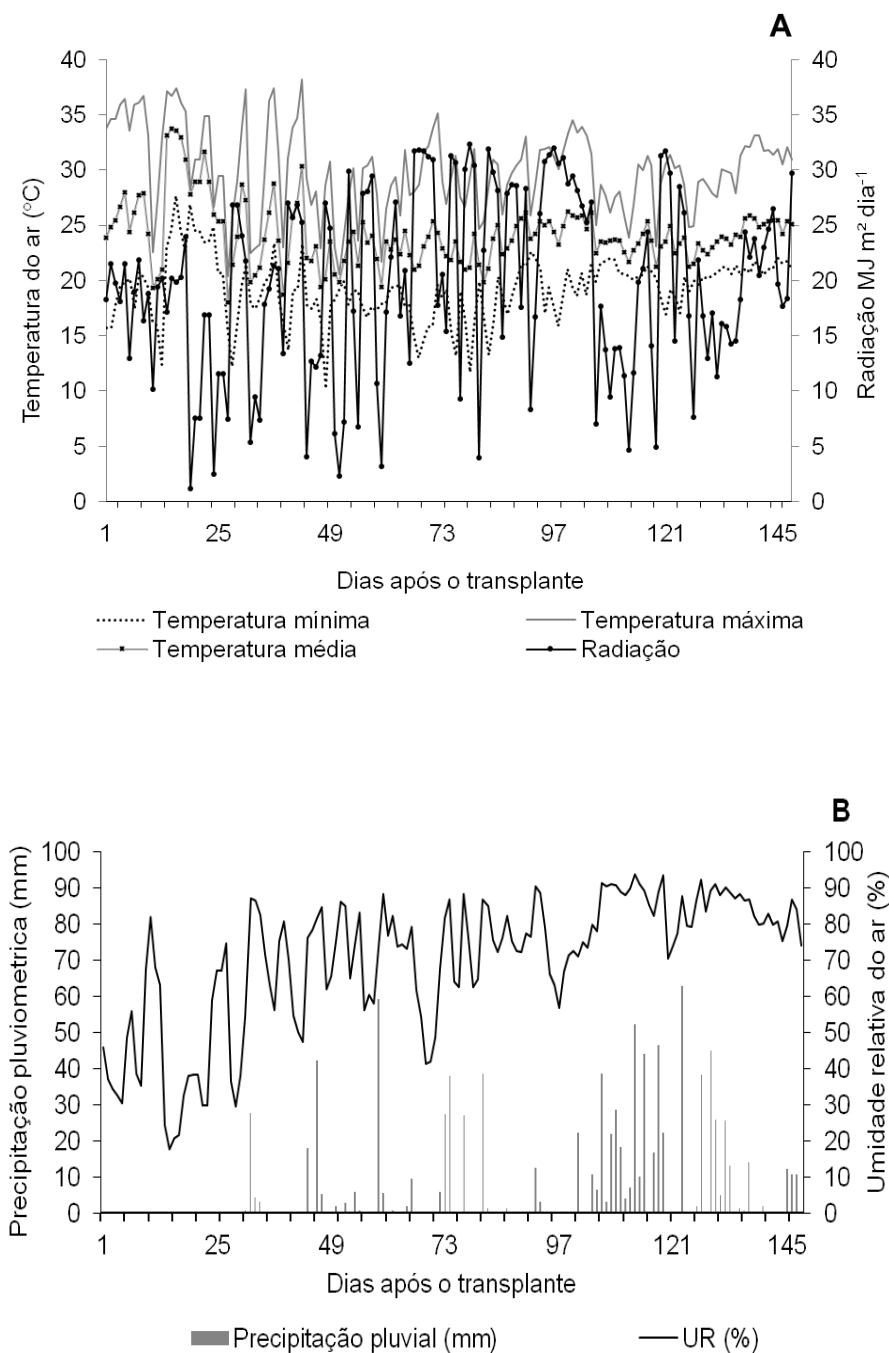 A
40 40
35 35
30 30
25 25
20 20
15 15
10 10
5 5
0 0
Temperatura do ar (°C)
Radiação MJ m² dia⁻¹
1 25 49 73 97 121 145
Dias após o transplante
Temperatura mínima Temperatura máxima
Temperatura média Radiação
B
100 100
90 90
80 80
70 70
60 60
50 50
40 40
30 30
20 20
10 10
0 0
Precipitação pluviometrica (mm)
Umidade relativa do ar (%)
1 25 49 73 97 121 145
Dias após o transplante
Precipitação pluvial (mm) UR (%)